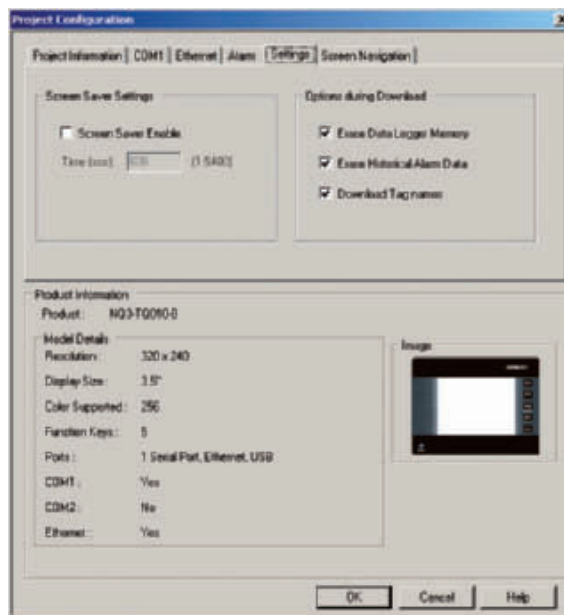 Project Configuration
Project Information COM1 Ethernet Alarm Settings Screen Navigation
Screen Saver Settings
Screen Saver Enable
Time (sec) (1-5400)
Options during Download
Erase Data Logger Memory
Erase Historical Alarm Data
Download Tag names
Product Information
Product : NQ3-TQ010-B
Model Details
Resolution : 320 x 240
Display Size : 3.5"
Color Supported : 256
Function Keys : 5
Ports : 1 Serial Port, Ethernet, USB
COM1 : Yes
COM2 : No
Ethernet : Yes
Image
OK Cancel Help